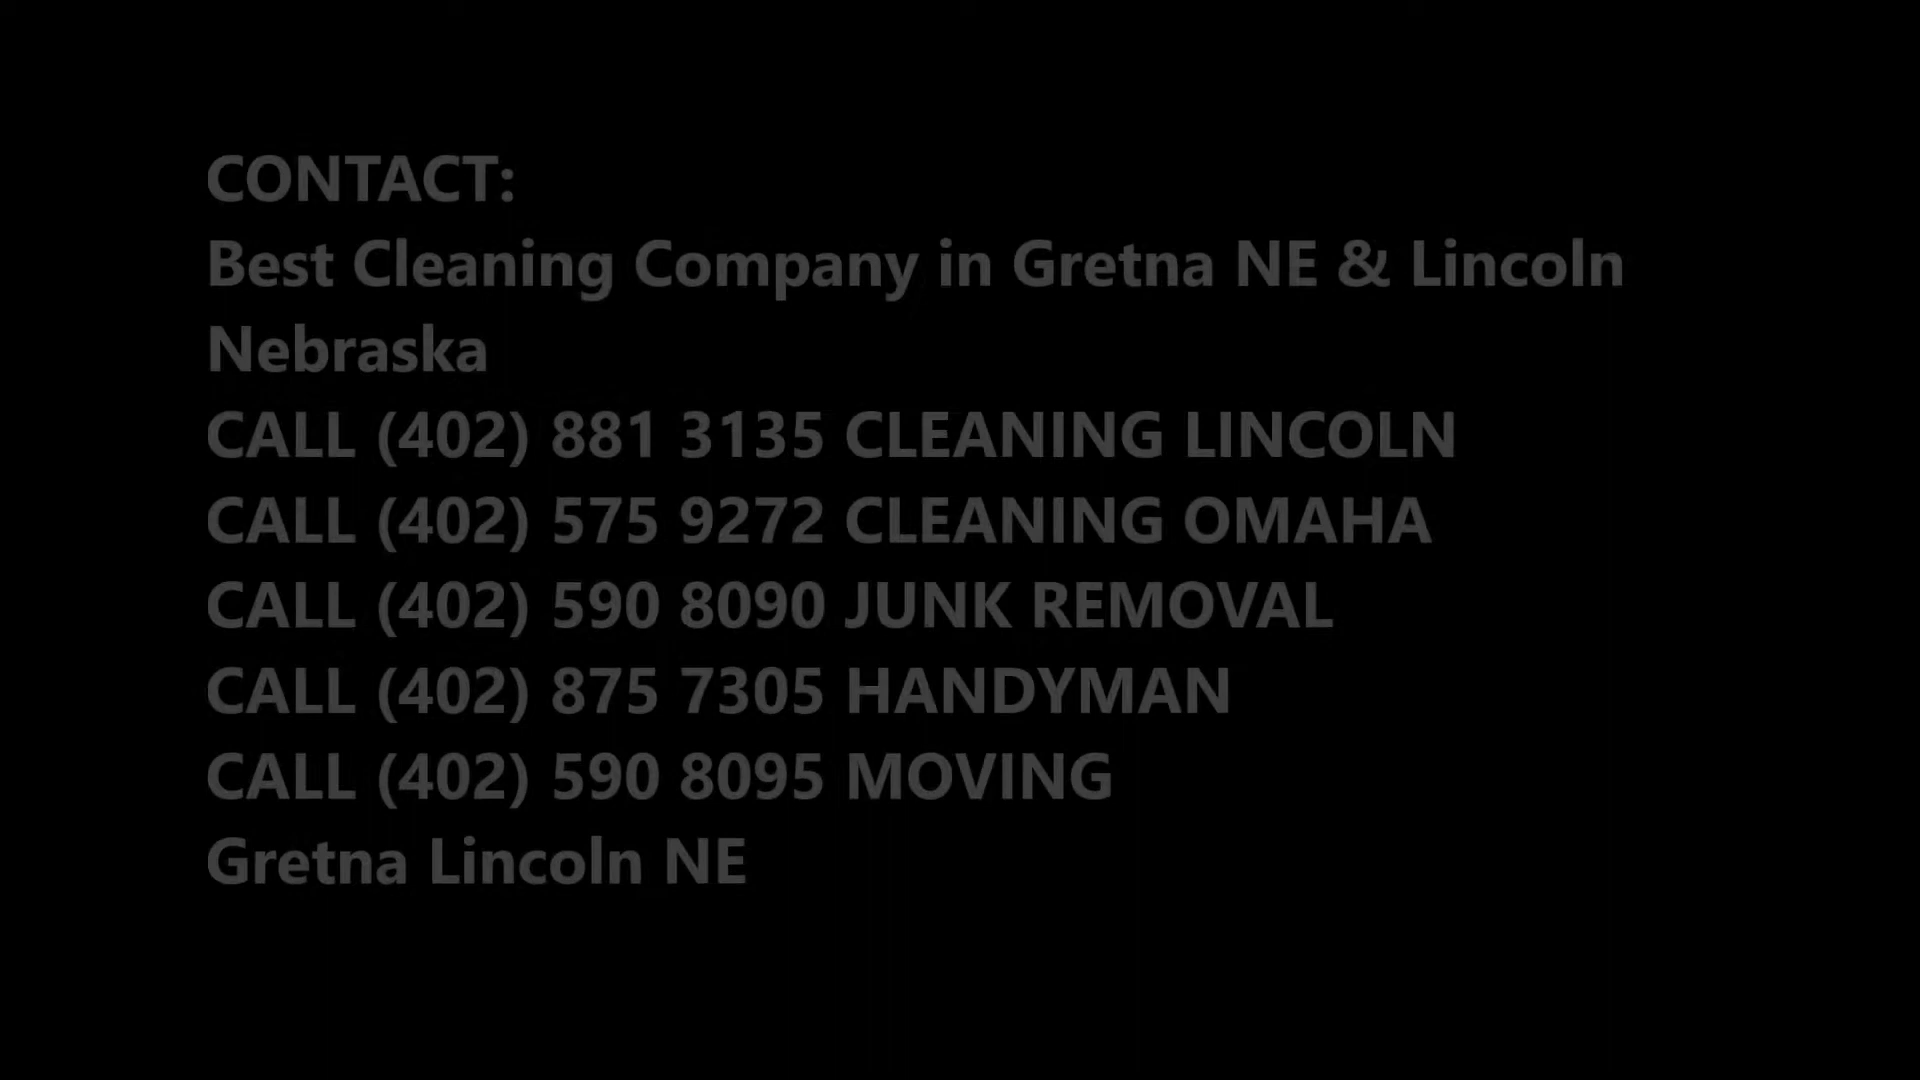 CONTACT:
Best Cleaning Company in Gretna NE & Lincoln
Nebraska
CALL (402) 881 3135 CLEANING LINCOLN
CALL (402) 575 9272 CLEANING OMAHA
CALL (402) 590 8090 JUNK REMOVAL
CALL (402) 875 7305 HANDYMAN
CALL (402) 590 8095 MOVING
Gretna Lincoln NE